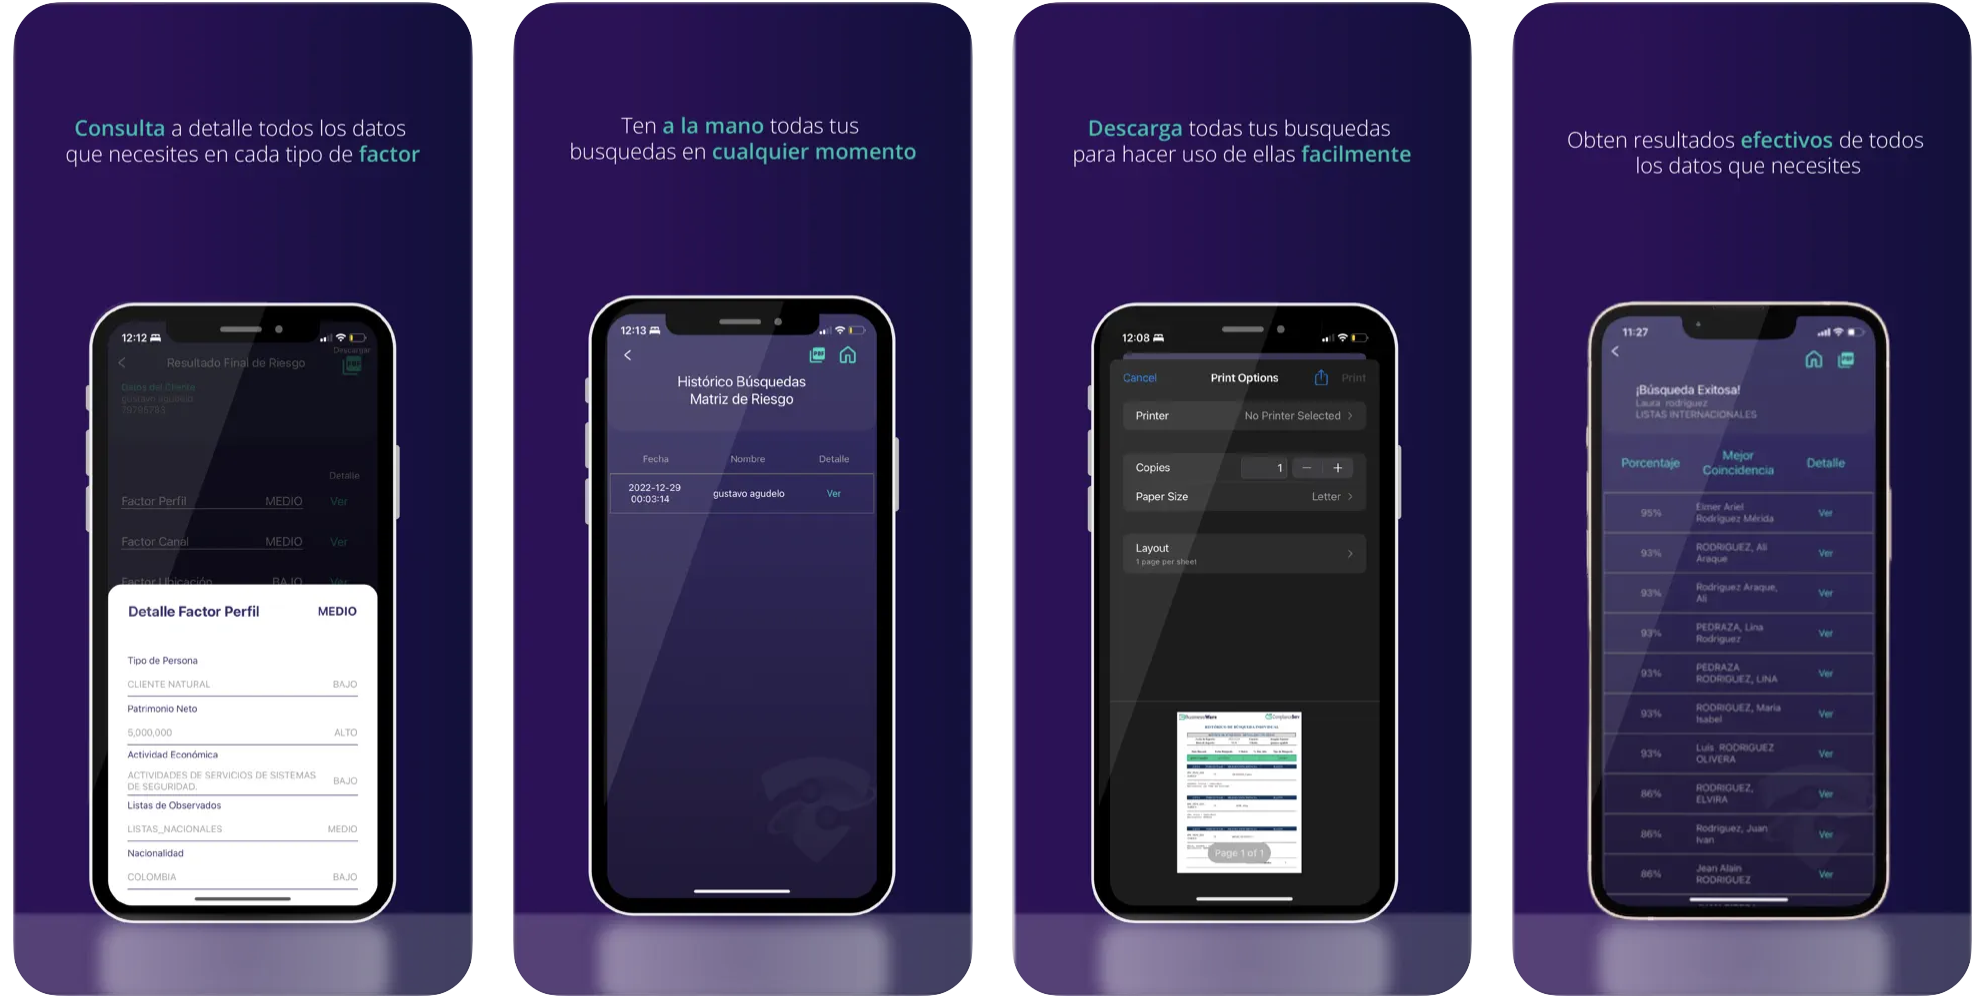 Consulta a detalle todos los datos
que necesites en cada tipo de factor
12:12
Descargar
Resultado Final de Riesgo
PDF
Datos del Cliente
gustavo agudelo
79795783
Detalle
Factor Perfil MEDIO Ver
Factor Canal MEDIO Ver
Factor Ubicación BAJO Ver
Detalle Factor Perfil MEDIO
Tipo de Persona
CLIENTE NATURAL BAJO
Patrimonio Neto
5,000,000 ALTO
Actividad Económica
ACTIVIDADES DE SERVICIOS DE SISTEMAS
DE SEGURIDAD. BAJO
Listas de Observados
LISTAS_NACIONALES MEDIO
Nacionalidad
COLOMBIA BAJO
Ten a la mano todas tus
busquedas en cualquier momento
12:13
PDF
Histórico Búsquedas
Matriz de Riesgo
Fecha Nombre Detalle
2022-12-29
00:03:14 gustavo agudelo Ver
Descarga todas tus busquedas
para hacer uso de ellas facilmente
12:08
Cancel Print Options Print
Printer No Printer Selected
Copies 1
Paper Size Letter
Layout
1 page per sheet
Page 1 of 1
Obten resultados efectivos de todos
los datos que necesites
11:27
PDF
¡Búsqueda Exitosa!
Laura rodriguez
LISTAS INTERNACIONALES
Porcentaje Mejor Coincidencia Detalle
95% Elmer Ariel
Rodríguez Mérida Ver
93% RODRIGUEZ, Ali
Araque Ver
93% Rodriguez Araque,
Ali Ver
93% PEDRAZA, Lina
Rodriguez Ver
93% PEDRAZA
RODRIGUEZ, LINA Ver
93% RODRIGUEZ, Maria
Isabel Ver
93% Luis RODRIGUEZ
OLIVERA Ver
86% RODRIGUEZ,
ELVIRA Ver
86% Rodriguez, Juan
Ivan Ver
86% Jean Alain
RODRIGUEZ Ver